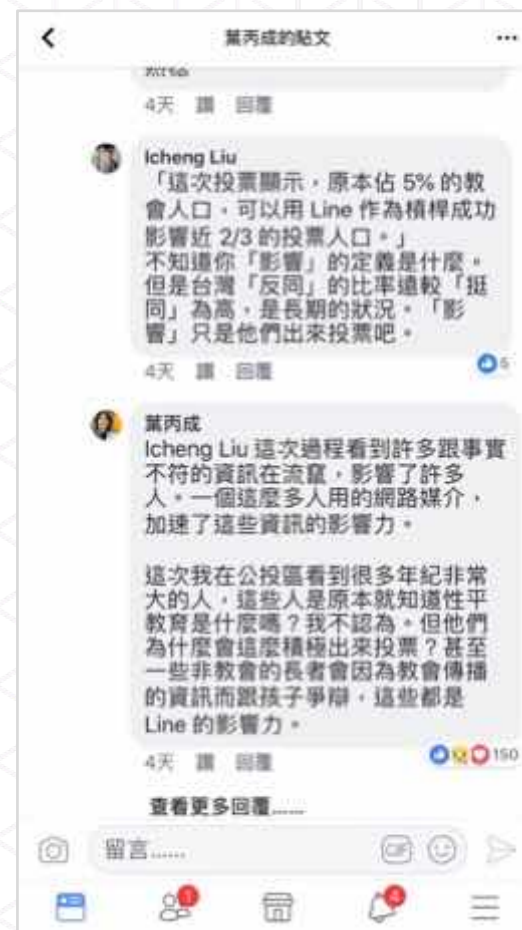 葉丙成的貼文
4天 讚 回覆
Icheng Liu
「這次投票顯示，原本佔 5% 的教
會人口，可以用 Line 作為槓桿成功
影響近 2/3 的投票人口。」
不知道你「影響」的定義是什麼。
但是台灣「反同」的比率遠較「挺
同」為高，是長期的狀況。「影
響」只是他們出來投票吧。
4天 讚 回覆
5
葉丙成
Icheng Liu 這次過程看到許多跟事實
不符的資訊在流竄，影響了許多
人。一個這麼多人用的網路媒介，
加速了這些資訊的影響力。
這次我在公投區看到很多年紀非常
大的人，這些人是原本就知道性平
教育是什麼嗎？我不認為。但他們
為什麼會這麼積極出來投票？甚至
一些非教會的長者會因為教會傳播
的資訊而跟孩子爭辯，這些都是
Line 的影響力。
4天 讚 回覆
150
查看更多回覆......
留言......
GIF
1
4